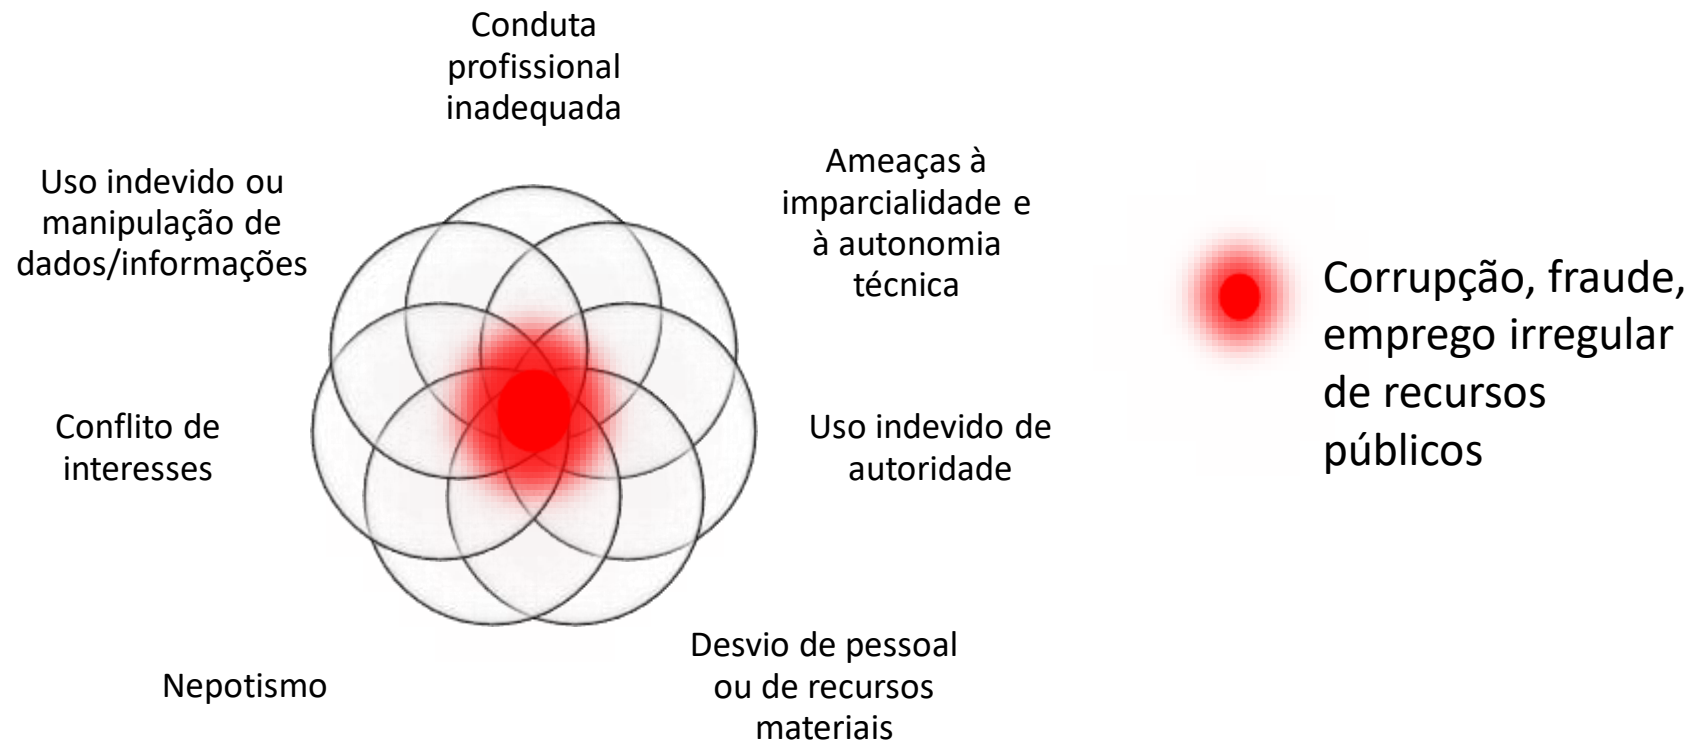 Conduta
profissional
inadequada
Ameaças à
imparcialidade e
à autonomia
técnica
Uso indevido ou
manipulação de
dados/informações
Corrupção, fraude,
emprego irregular
de recursos
públicos
Conflito de
interesses
Uso indevido de
autoridade
Nepotismo
Desvio de pessoal
ou de recursos
materiais